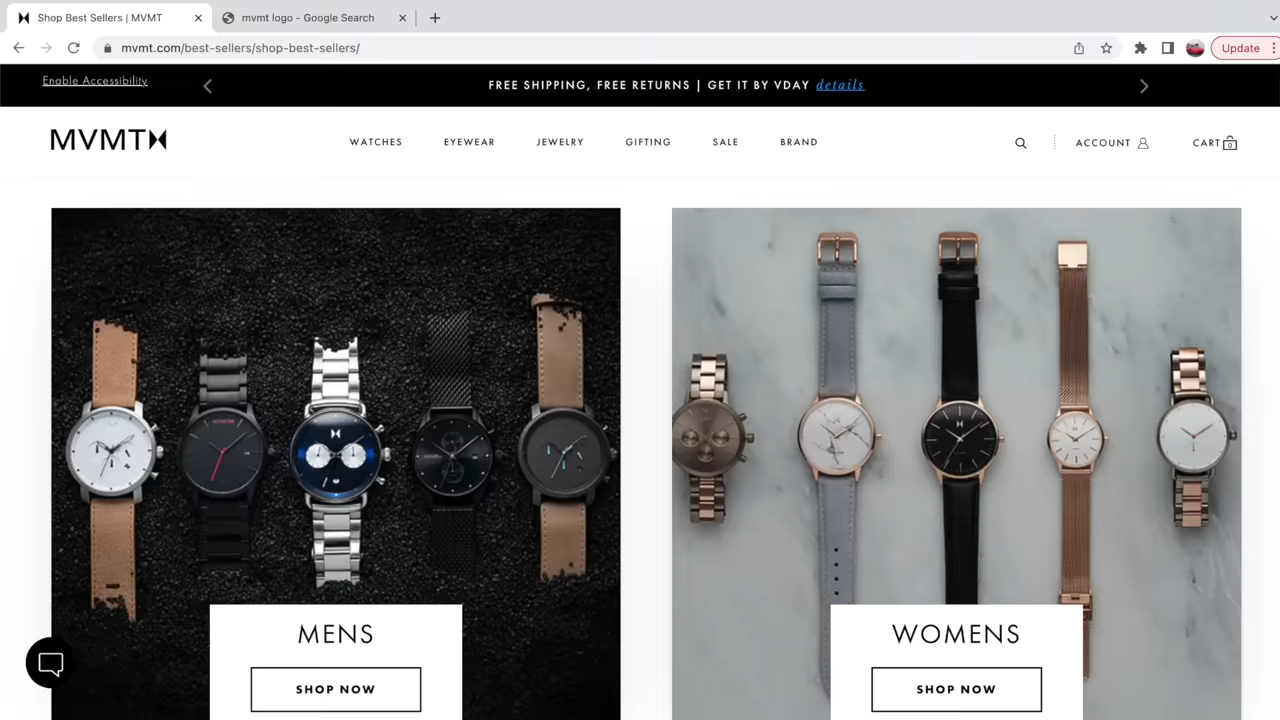 Shop Best Sellers | MVMT
mvmt logo - Google Search
mvmt.com/best-sellers/shop-best-sellers/
Update
Enable Accessibility
FREE SHIPPING, FREE RETURNS | GET IT BY VDAY details
MVMT
WATCHES
EYEWEAR
JEWELRY
GIFTING
SALE
BRAND
ACCOUNT
CART
0
MENS
SHOP NOW
WOMENS
SHOP NOW